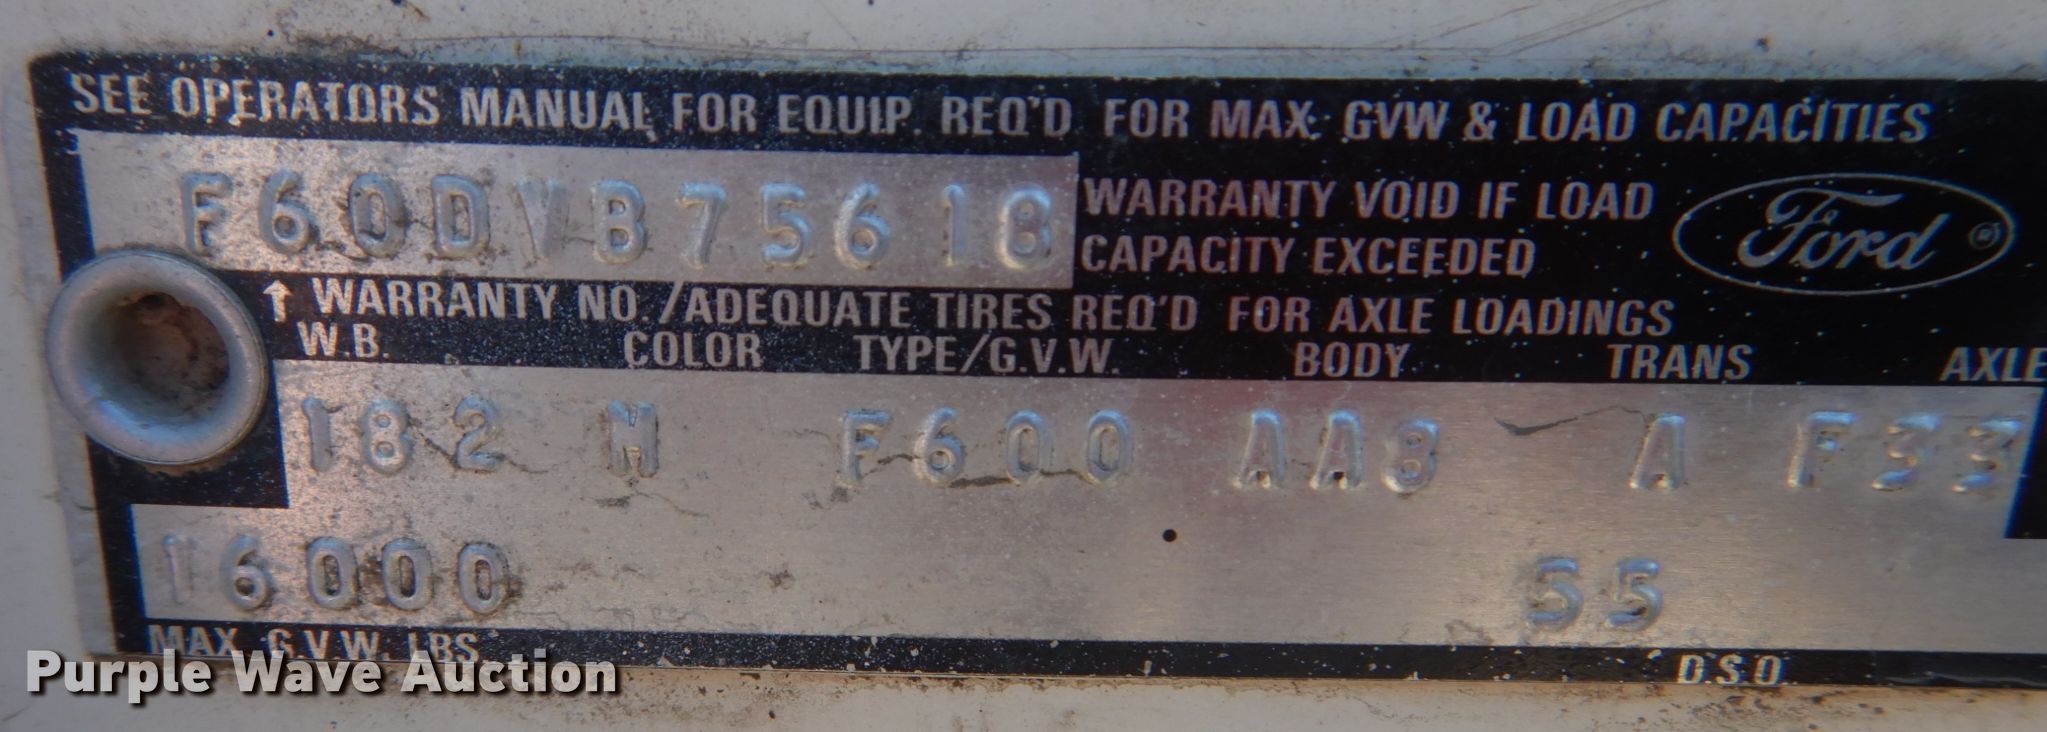 SEE OPERATORS MANUAL FOR EQUIP. REQ'D FOR MAX. GVW & LOAD CAPACITIES
F60DVB75618
WARRANTY VOID IF LOAD
CAPACITY EXCEEDED
Ford ®
↑ WARRANTY NO./ADEQUATE TIRES REQ'D FOR AXLE LOADINGS
W.B. COLOR TYPE/G.V.W. BODY TRANS AXLE
182 M F600 AA8 A F33
16000 55
MAX. G.V.W. LBS. D.S.O.
Purple Wave Auction